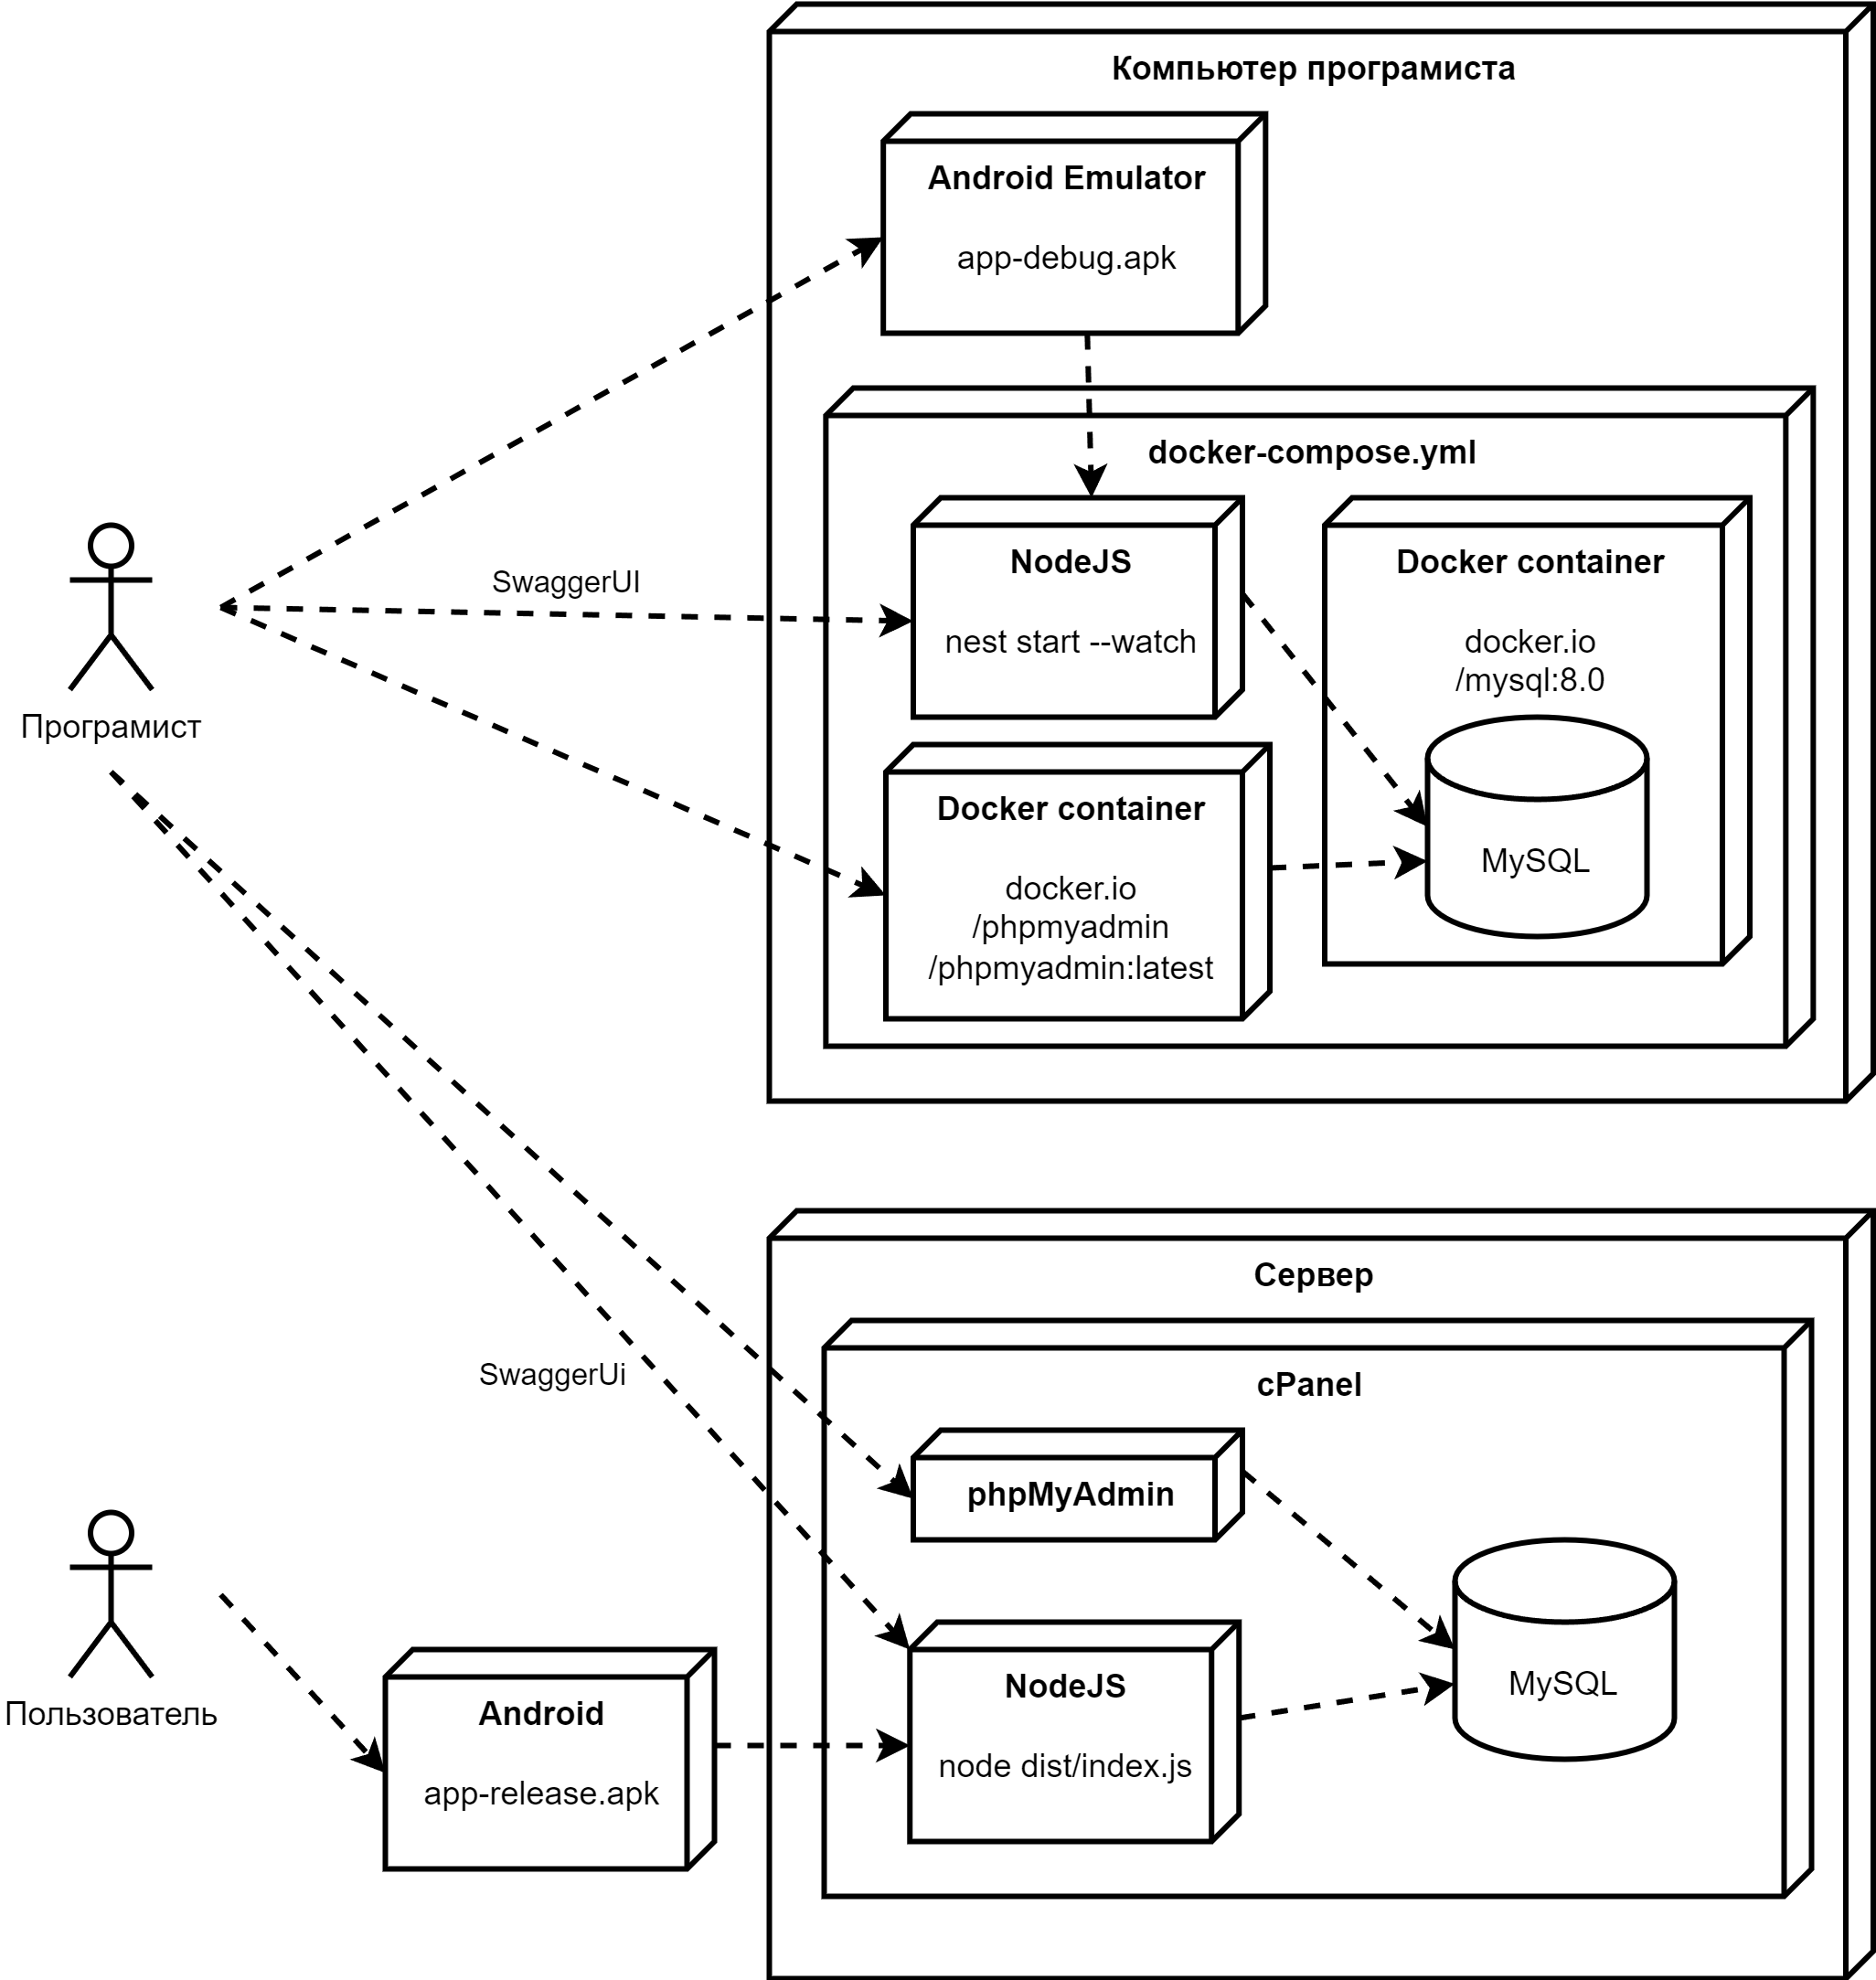 Компьютер програмиста
Android Emulator
app-debug.apk
docker-compose.yml
NodeJS
nest start --watch
Docker container
docker.io
/mysql:8.0
MySQL
SwaggerUI
Програмист
Docker container
docker.io
/phpmyadmin
/phpmyadmin:latest
Сервер
cPanel
SwaggerUi
phpMyAdmin
MySQL
NodeJS
node dist/index.js
Пользователь
Android
app-release.apk